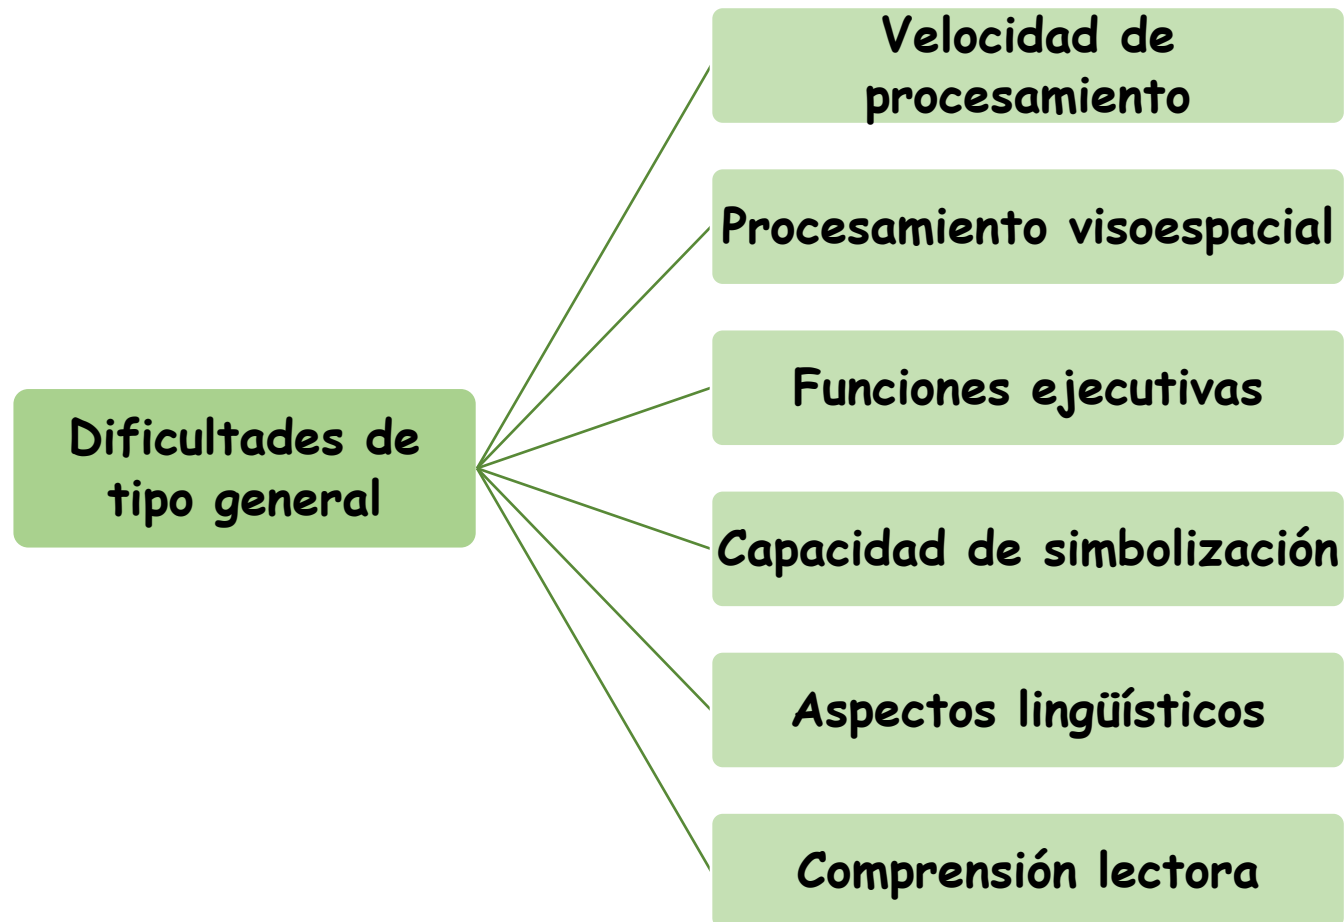 Velocidad de
procesamiento
Procesamiento visoespacial
Funciones ejecutivas
Dificultades de
tipo general
Capacidad de simbolización
Aspectos lingüísticos
Comprensión lectora